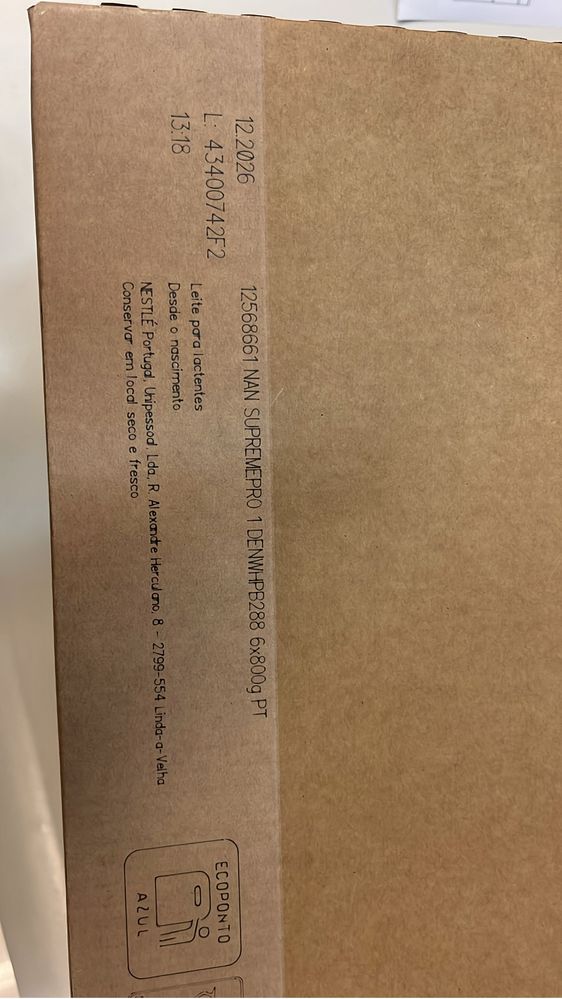 12.2026
L: 43400742F2
13:18
12568661 NAN SUPREMEPRO 1 DENWHPB288 6x800g PT
Leite para lactentes
Desde o nascimento
NESTLÉ Portugal, Unipessoal, Lda, R. Alexandre Herculano, 8 - 2799-554 Linda-a-Velha
Conservar em local seco e fresco
ECOPONTO
AZUL